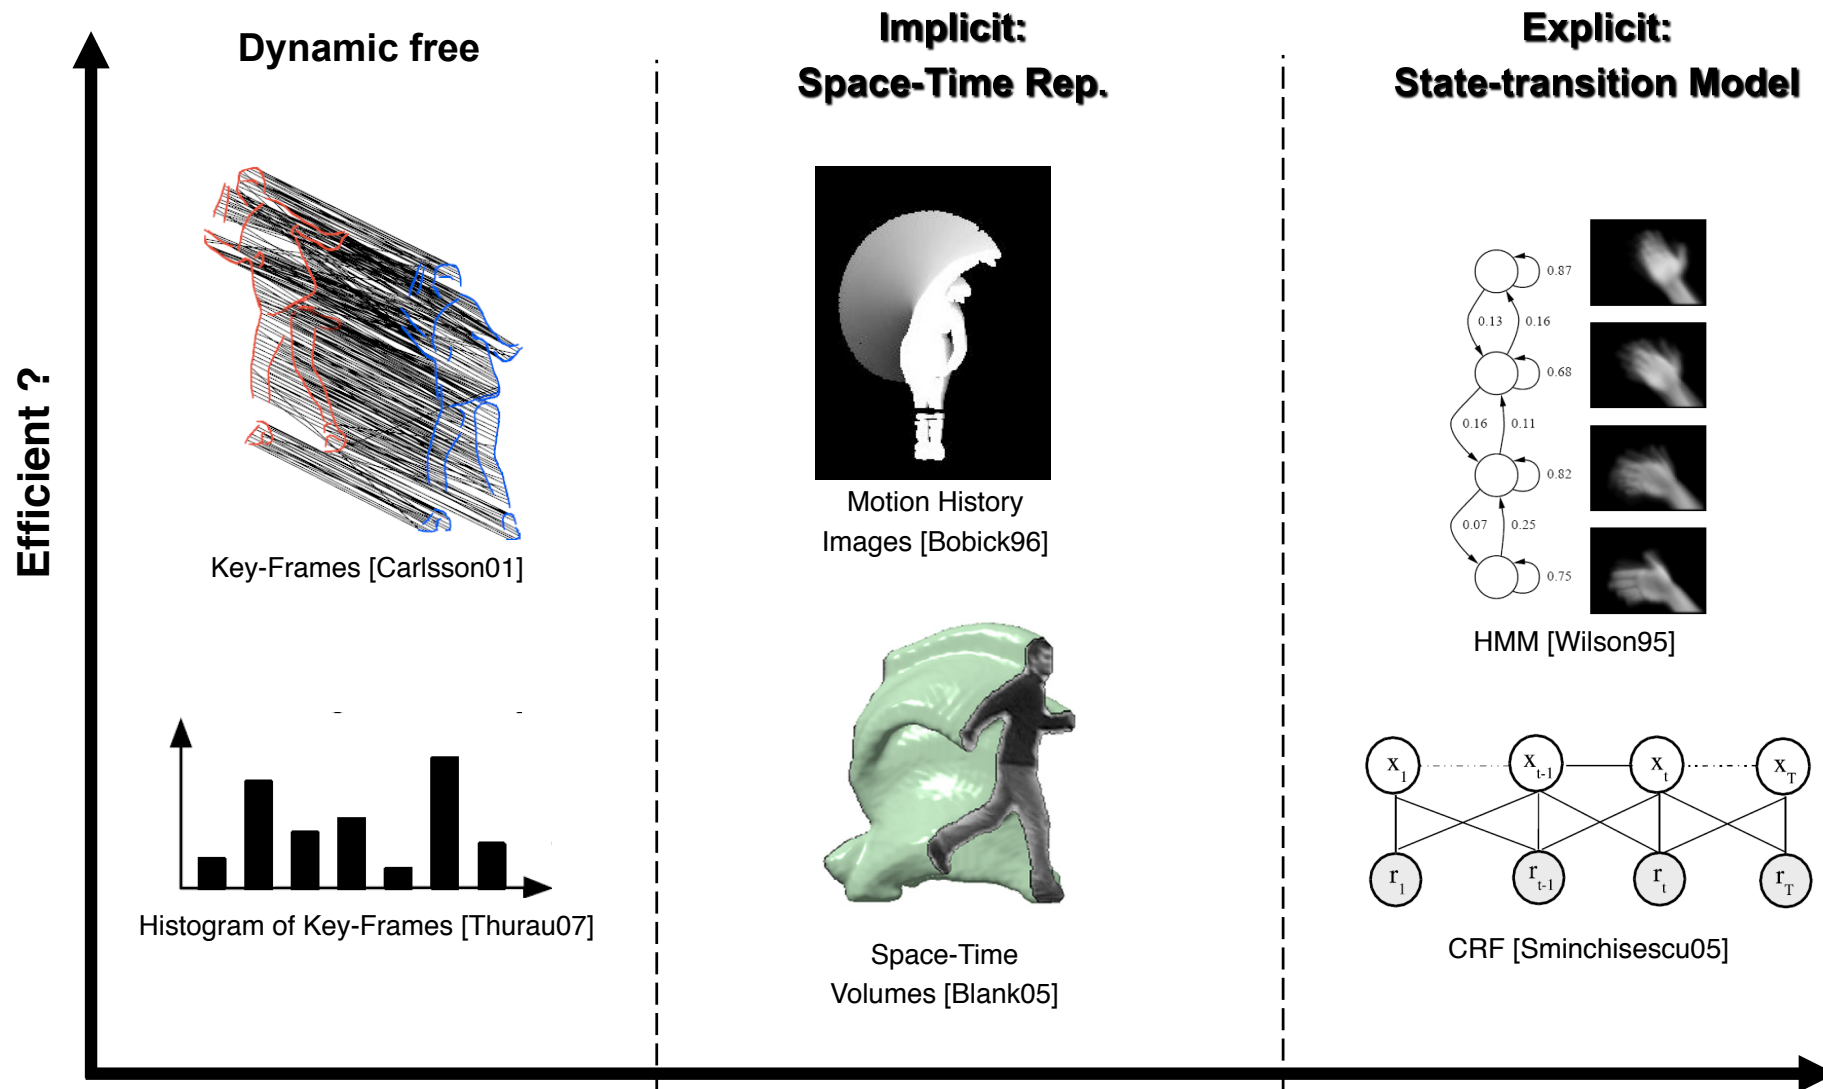 Dynamic free
Implicit:
Space-Time Rep.
Explicit:
State-transition Model
Efficient ?
Key-Frames [Carlsson01]
Histogram of Key-Frames [Thurau07]
Motion History
Images [Bobick96]
Space-Time
Volumes [Blank05]
0.87
0.13 0.16
0.68
0.16 0.11
0.82
0.07 0.25
0.75
HMM [Wilson95]
x1 xt-1 xt xT
r1 rt-1 rt rT
CRF [Sminchisescu05]